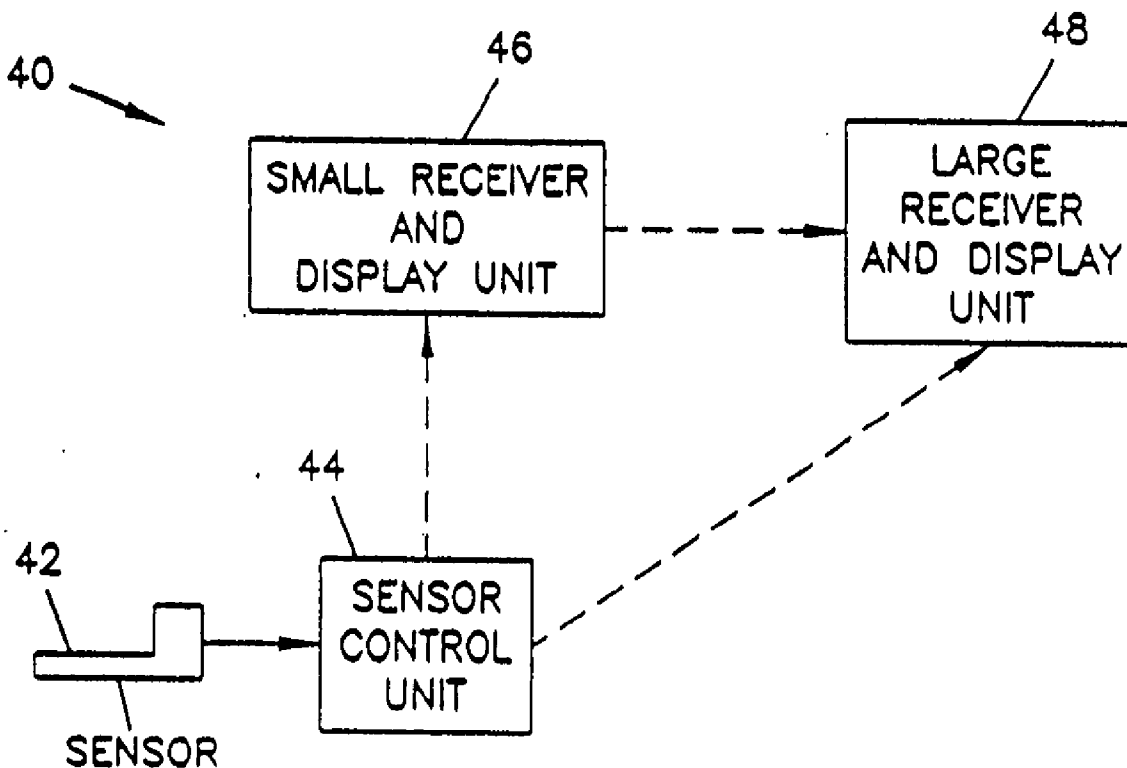 40
46
SMALL RECEIVER
AND
DISPLAY UNIT
48
LARGE
RECEIVER
AND DISPLAY
UNIT
44
SENSOR
CONTROL
UNIT
42
SENSOR